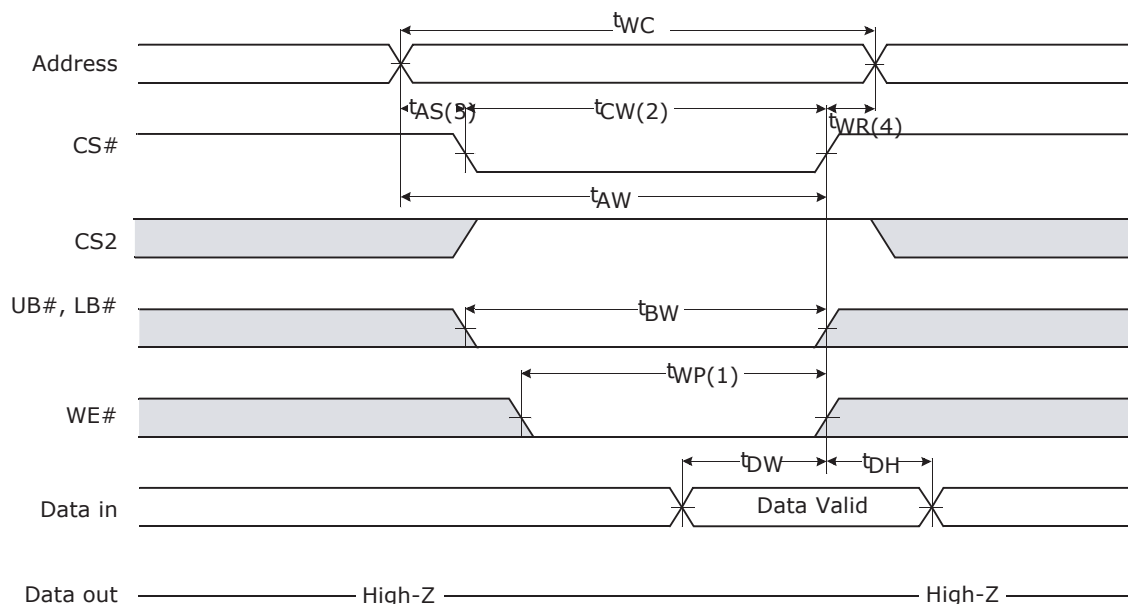 tWC
Address
tAS(3) tCW(2) tWR(4)
CS#
tAW
CS2
UB#, LB#
tBW
tWP(1)
WE#
tDW tDH
Data in Data Valid
Data out High-Z High-Z